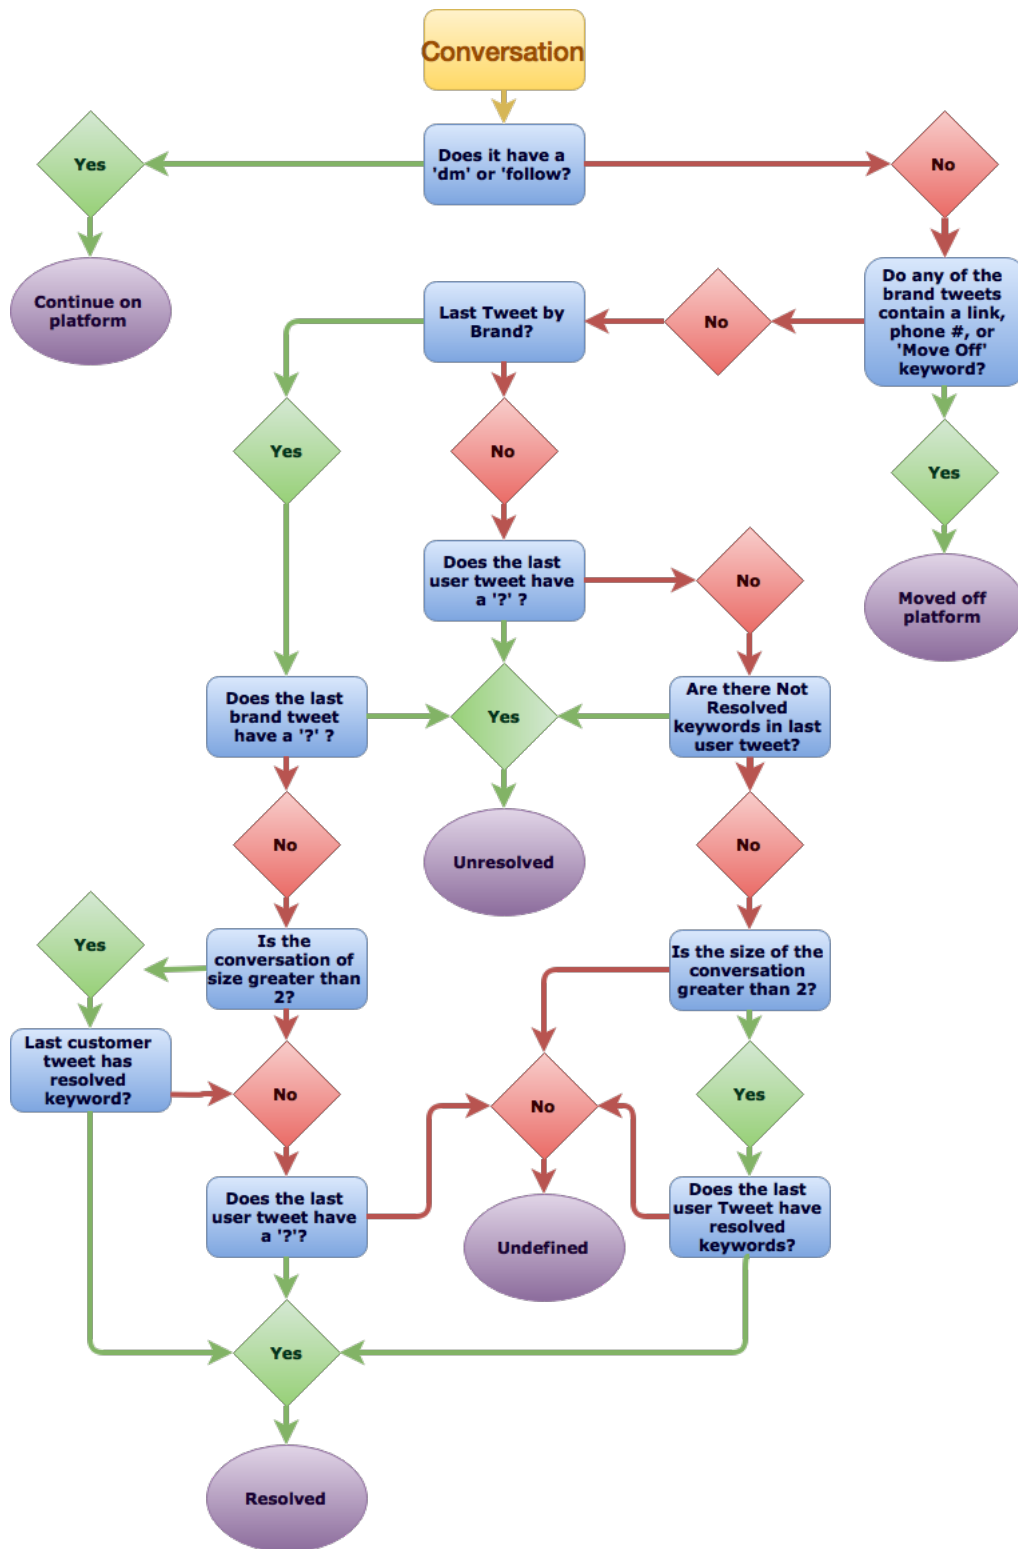 Conversation
Yes
Does it have a
'dm' or 'follow?
No
Continue on
platform
Last Tweet by
Brand?
No
Do any of the
brand tweets
contain a link,
phone #, or
'Move Off'
keyword?
Yes
No
Yes
Does the last
user tweet have
a '?' ?
No
Moved off
platform
Does the last
brand tweet
have a '?' ?
Yes
Are there Not
Resolved
keywords in last
user tweet?
No
Unresolved
No
Yes
Is the
conversation of
size greater than
2?
Is the size of the
conversation
greater than 2?
Last customer
tweet has
resolved
keyword?
No
No
Yes
Does the last
user tweet have
a '?'?
Undefined
Does the last
user Tweet have
resolved
keywords?
Yes
Resolved